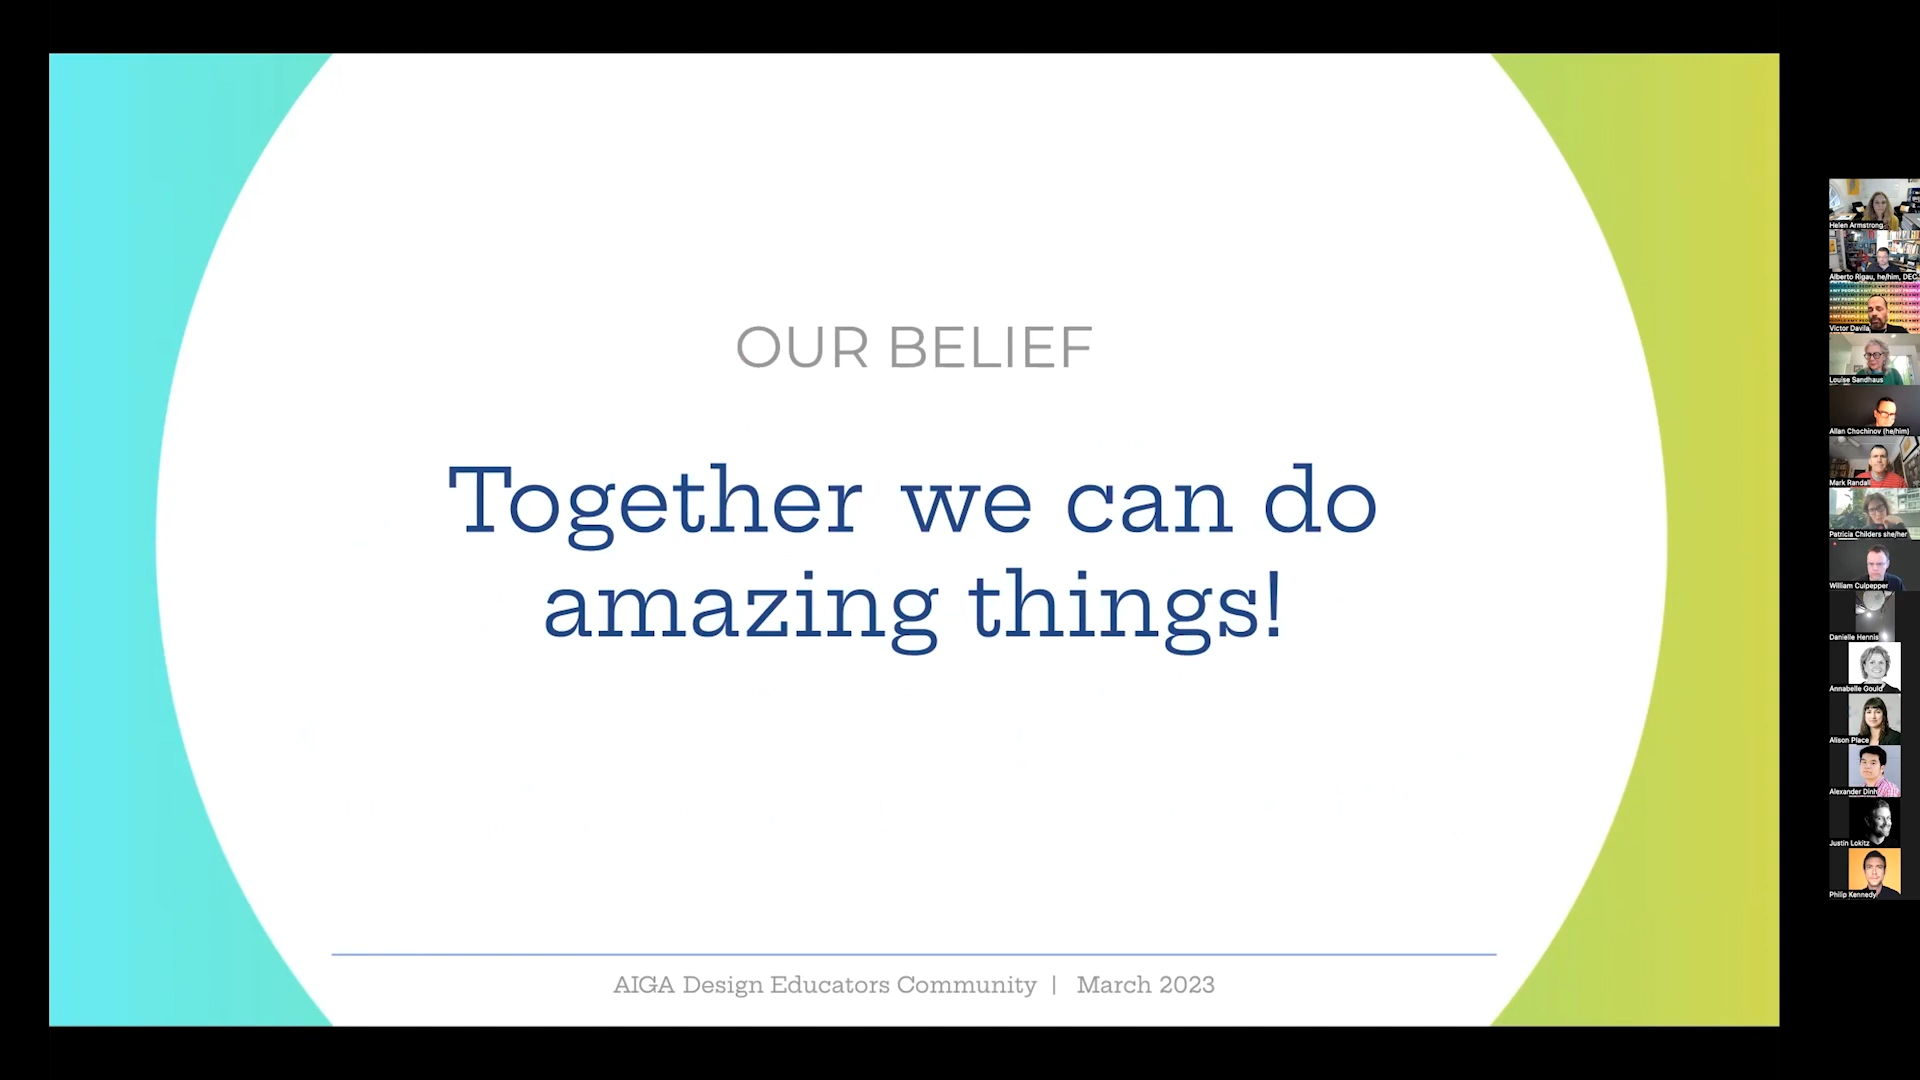 OUR BELIEF
Together we can do
amazing things!
AIGA Design Educators Community | March 2023
Helen Armstrong
Alberto Rigau, he/him, DEC
Victor Davila
Louise Sandhaus
Allan Chochinov (he/him)
Mark Randall
Patricia Childers she/her
William Culpepper
Danielle Hennis
Annabelle Gould
Alison Place
Alexander Dinh
Justin Lokitz
Philip Kennedy